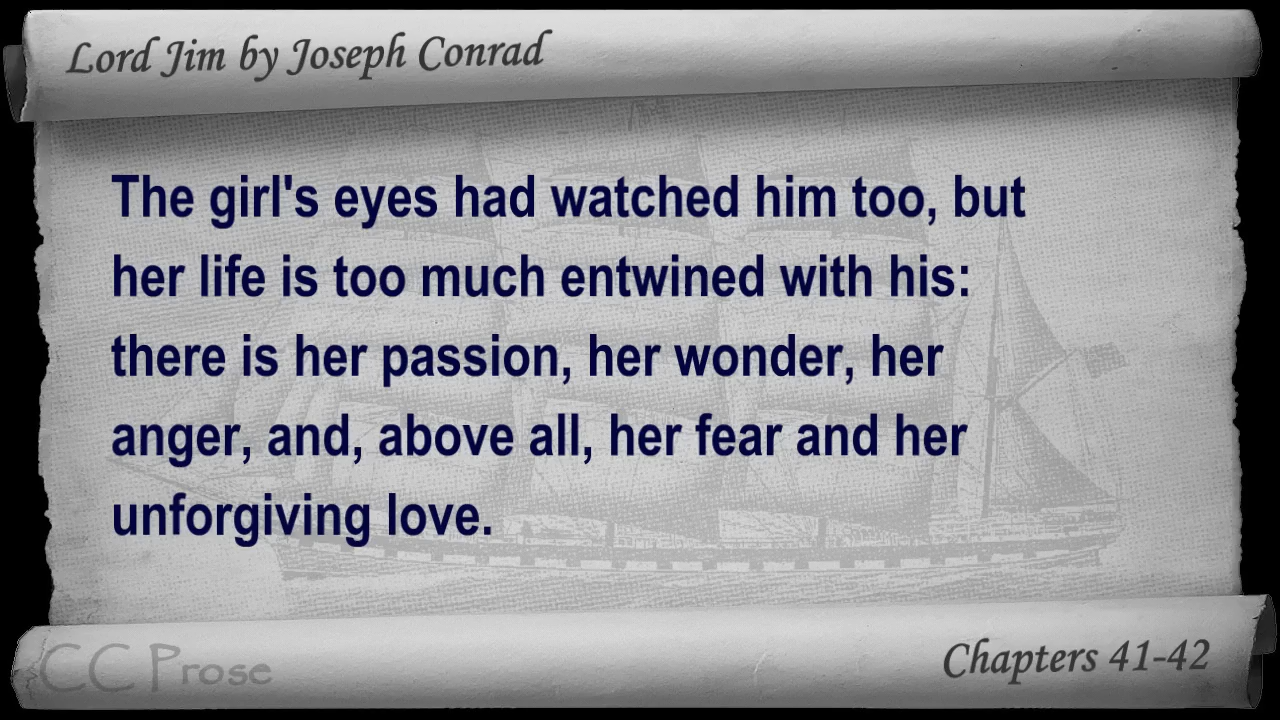 Lord Jim by Joseph Conrad
The girl's eyes had watched him too, but
her life is too much entwined with his:
there is her passion, her wonder, her
anger, and, above all, her fear and her
unforgiving love.
CC Prose
Chapters 41-42